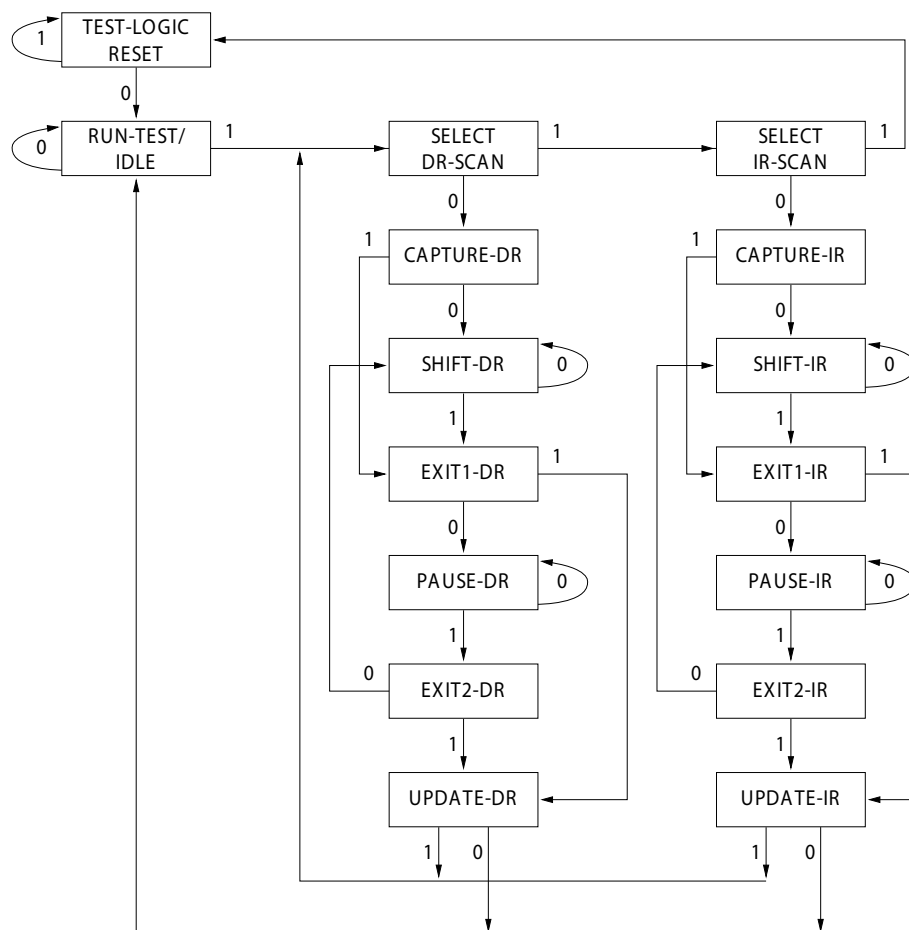 TEST-LOGIC
RESET
1
0
RUN-TEST/
IDLE
0
1
SELECT
DR-SCAN
1
SELECT
IR-SCAN
1
0
0
1
CAPTURE-DR
1
CAPTURE-IR
0
0
SHIFT-DR
0
SHIFT-IR
0
1
1
EXIT1-DR
1
EXIT1-IR
1
0
0
PAUSE-DR
0
PAUSE-IR
0
1
1
0
EXIT2-DR
0
EXIT2-IR
1
1
UPDATE-DR
UPDATE-IR
1
0
1
0